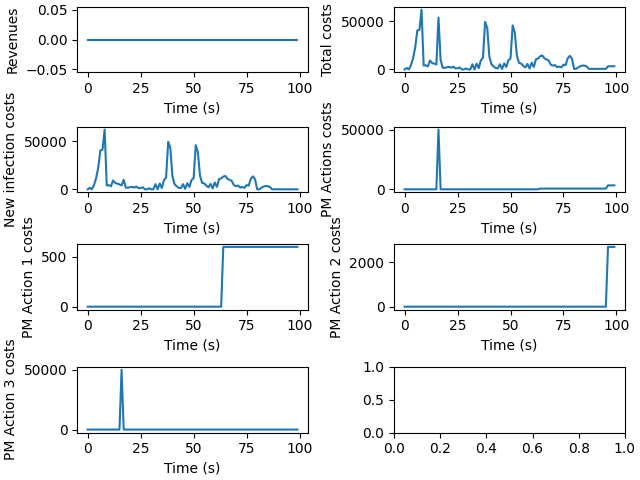 Revenues
0.05
0.00
−0.05
0 25 50 75 100
Time (s)
Total costs
50000
0
0 25 50 75 100
Time (s)
New infection costs
50000
0
0 25 50 75 100
Time (s)
PM Actions costs
50000
0
0 25 50 75 100
Time (s)
PM Action 1 costs
500
0
0 25 50 75 100
Time (s)
PM Action 2 costs
2000
0
0 25 50 75 100
Time (s)
PM Action 3 costs
50000
0
0 25 50 75 100
Time (s)
1.0
0.5
0.0
0.0 0.2 0.4 0.6 0.8 1.0